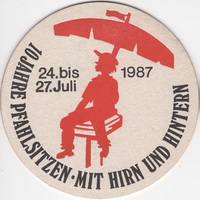 10 JAHRE PFAHLSITZEN · MIT HIRN UND HINTERN
24. bis 1987
27. Juli